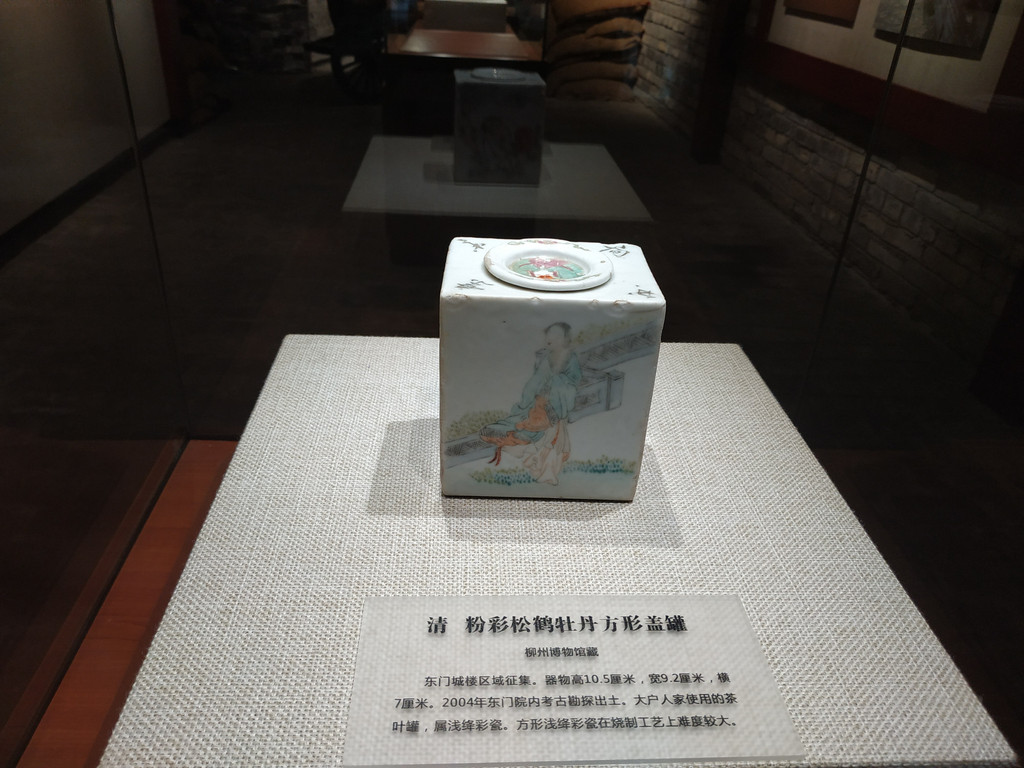 清 粉彩松鹤牡丹方形盖罐
柳州博物馆藏
东门城楼区域征集。器物高10.5厘米，宽9.2厘米，横
7厘米。2004年东门院内考古勘探出土。大户人家使用的茶
叶罐，属浅绛彩瓷。方形浅绛彩瓷在烧制工艺上难度较大。